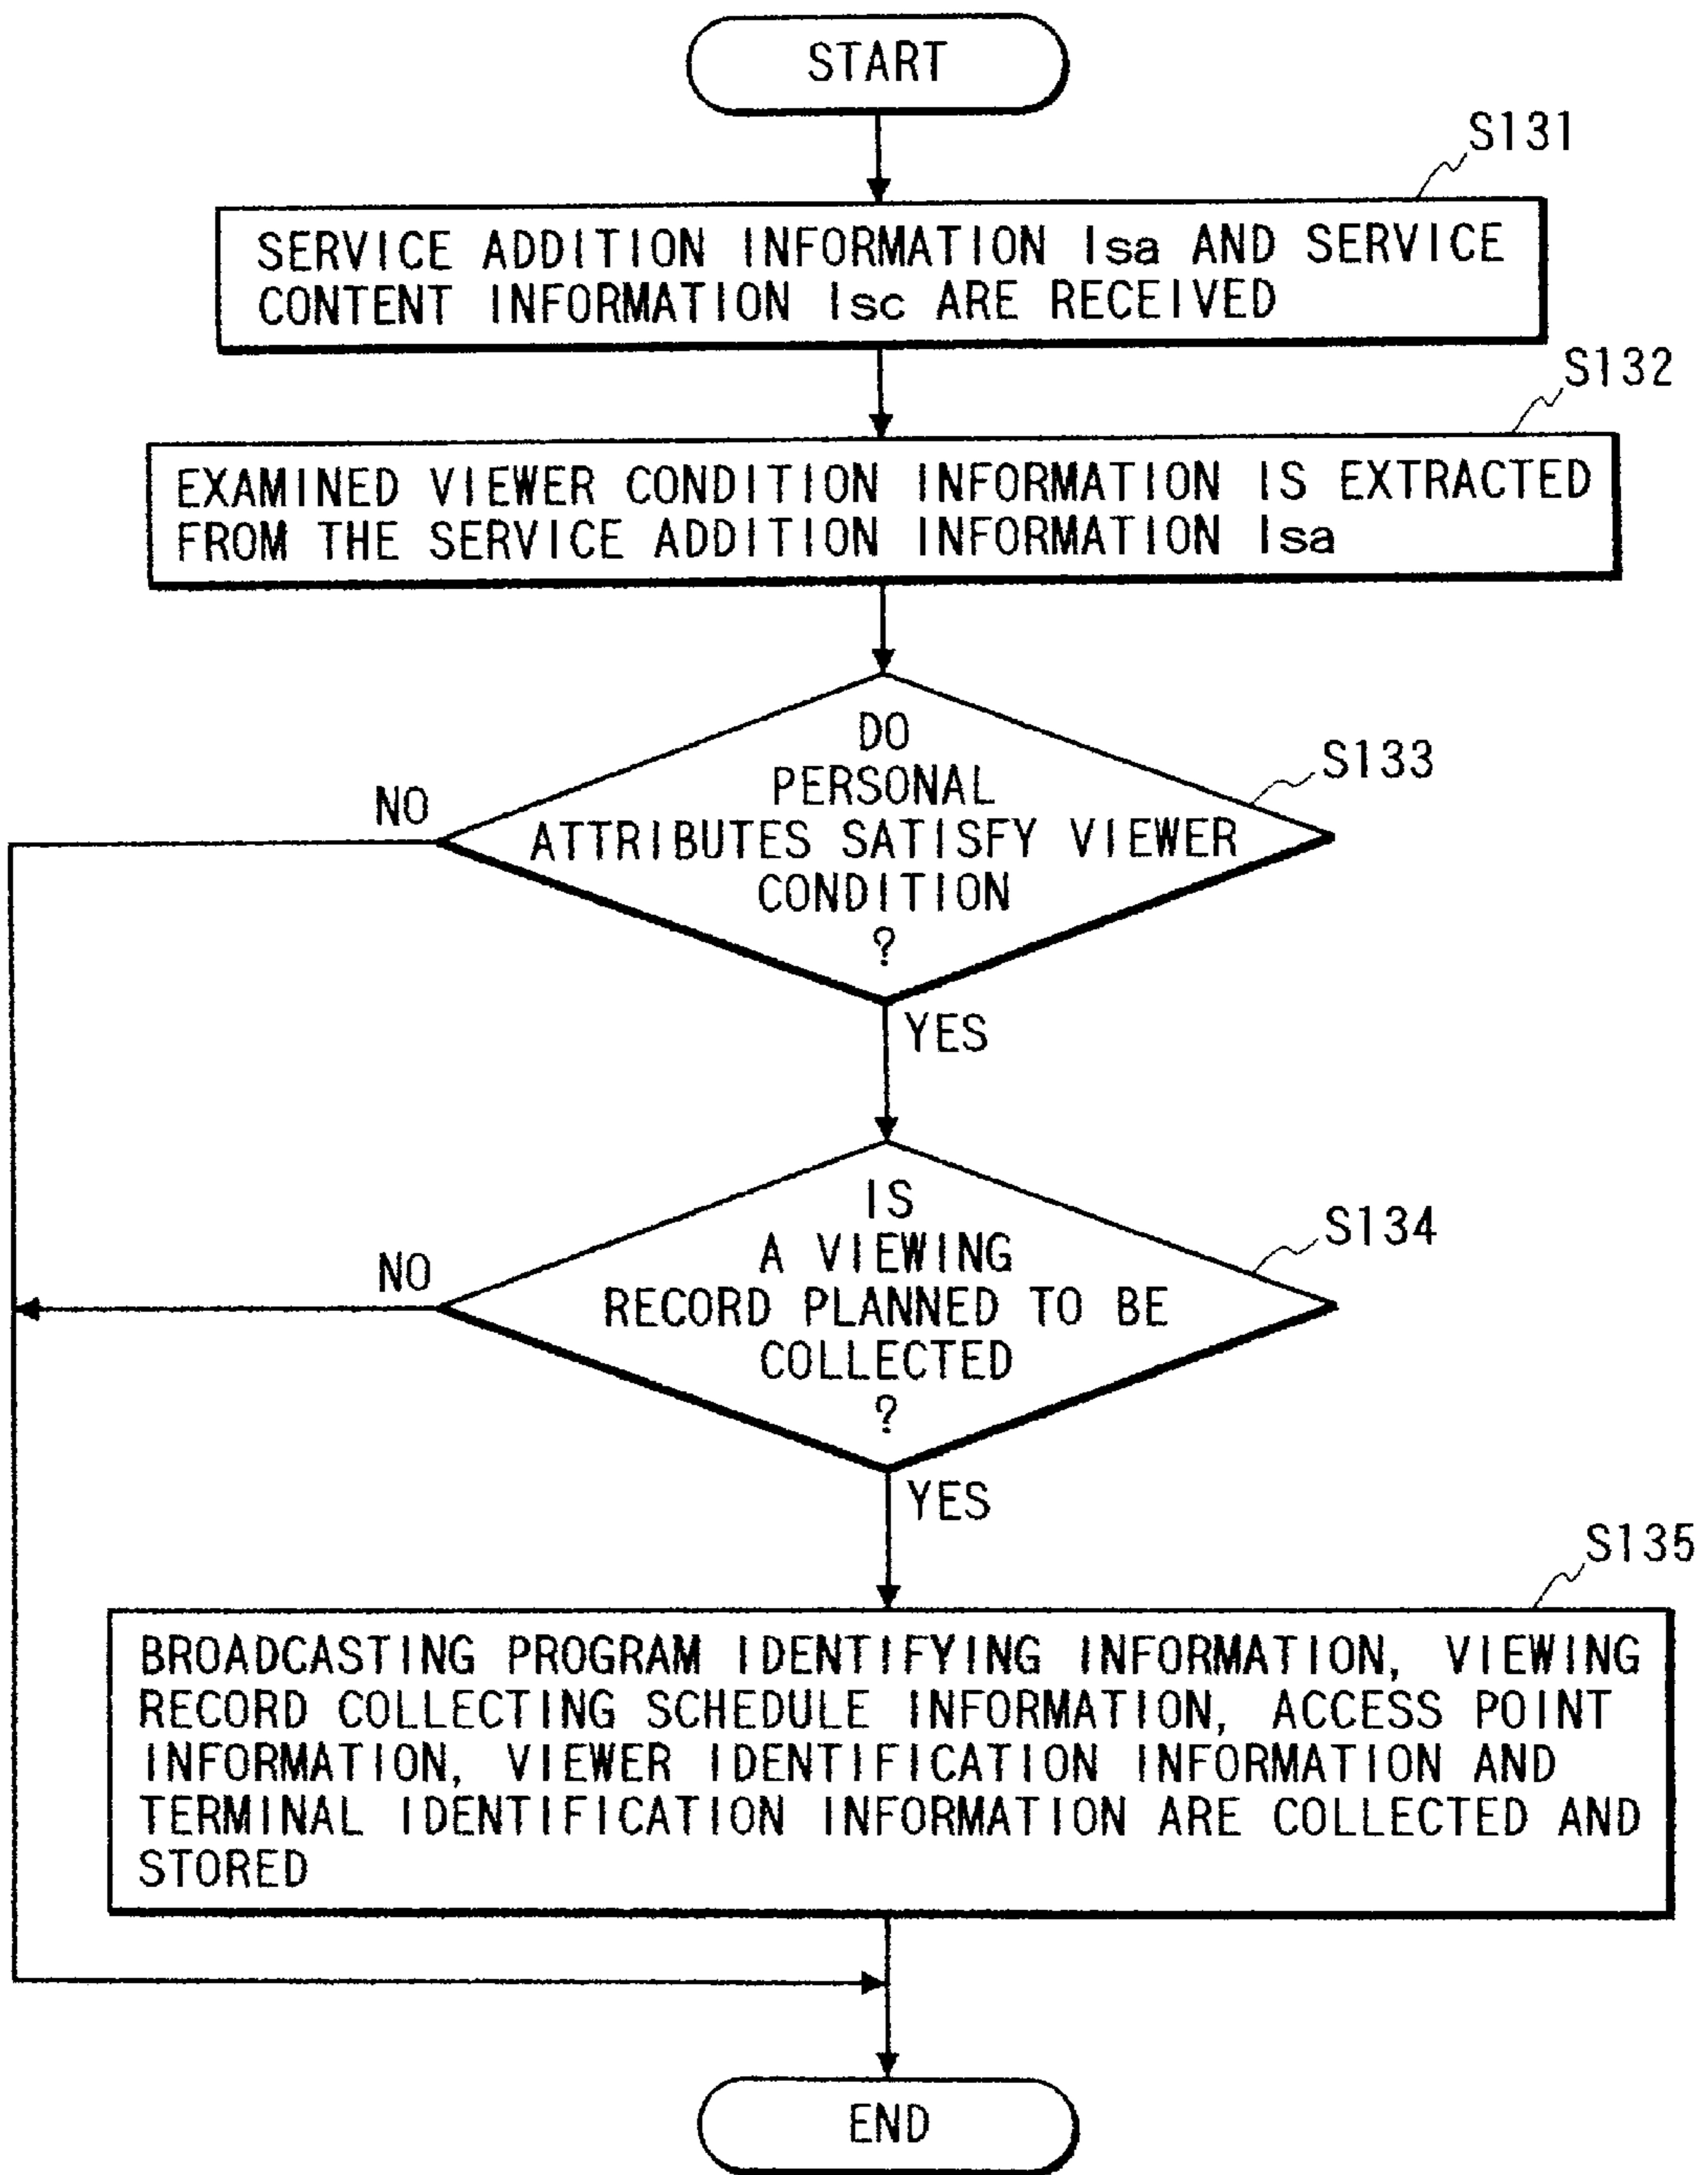 START
S131
SERVICE ADDITION INFORMATION Isa AND SERVICE
CONTENT INFORMATION Isc ARE RECEIVED
S132
EXAMINED VIEWER CONDITION INFORMATION IS EXTRACTED
FROM THE SERVICE ADDITION INFORMATION Isa
DO
PERSONAL
ATTRIBUTES SATISFY VIEWER
CONDITION
?
S133
NO
YES
IS
A VIEWING
RECORD PLANNED TO BE
COLLECTED
?
S134
NO
YES
S135
BROADCASTING PROGRAM IDENTIFYING INFORMATION, VIEWING
RECORD COLLECTING SCHEDULE INFORMATION, ACCESS POINT
INFORMATION, VIEWER IDENTIFICATION INFORMATION AND
TERMINAL IDENTIFICATION INFORMATION ARE COLLECTED AND
STORED
END